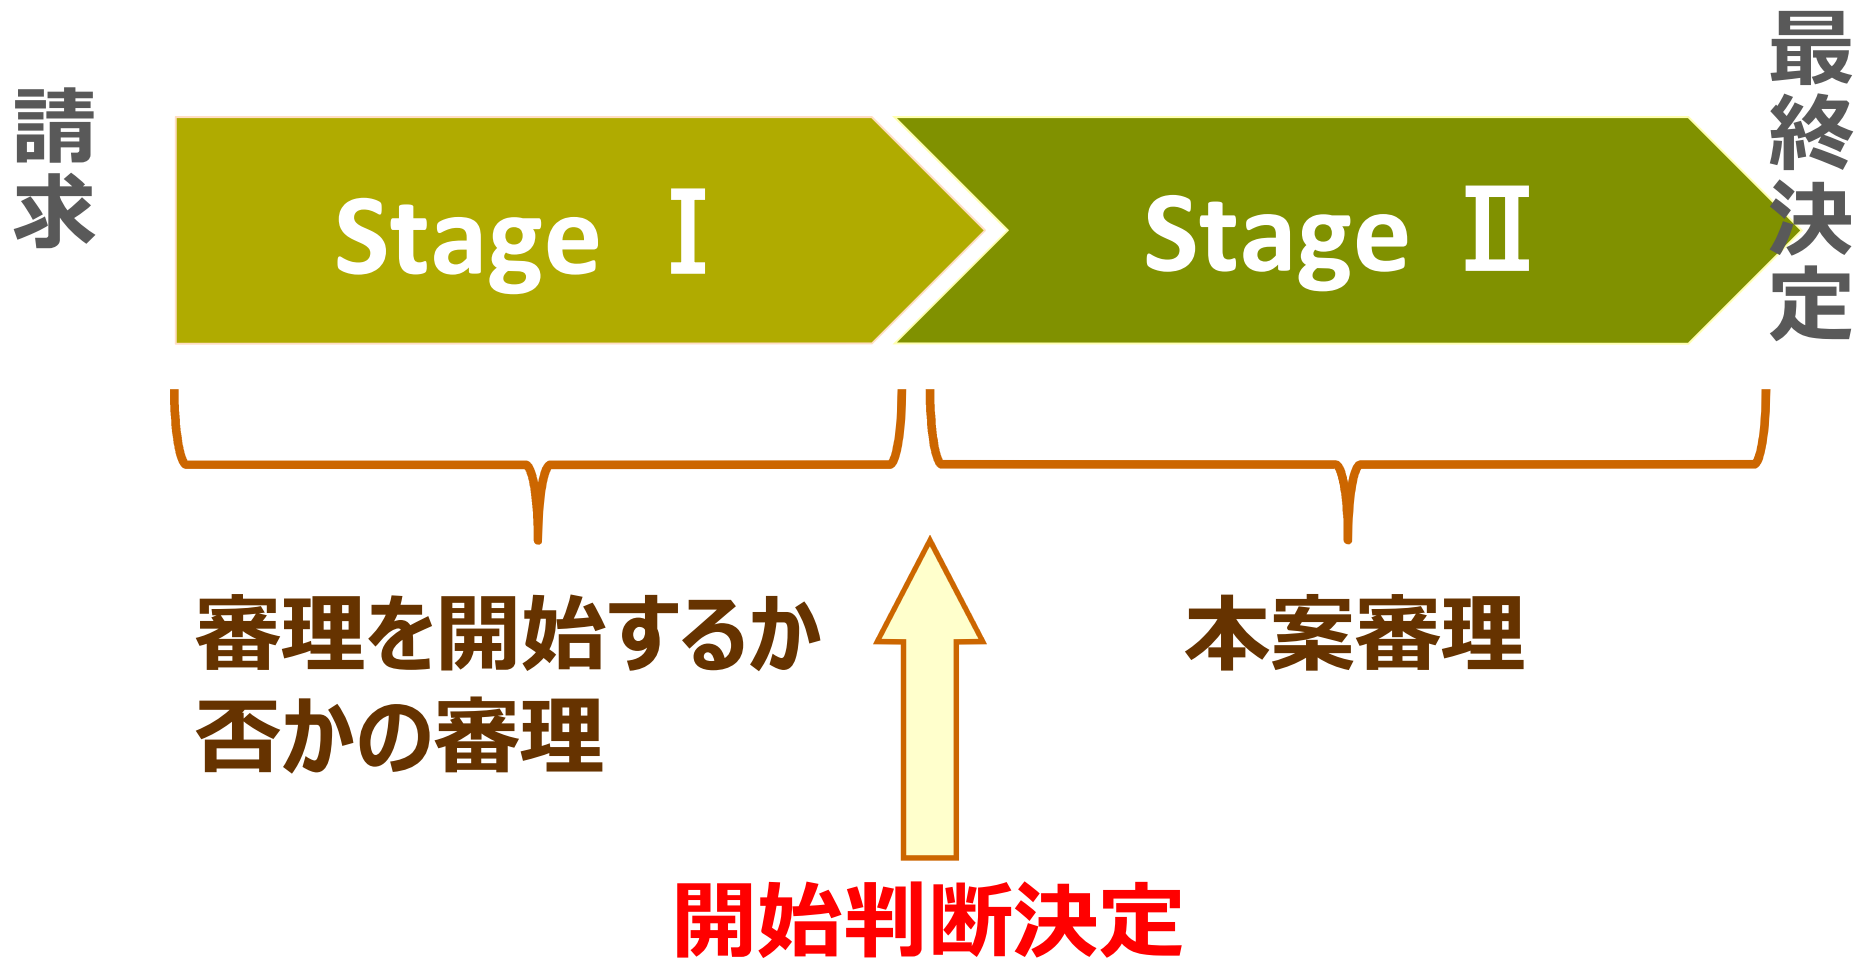 請求
Stage Ⅰ
Stage Ⅱ
最終決定
審理を開始するか
否かの審理
本案審理
開始判断決定